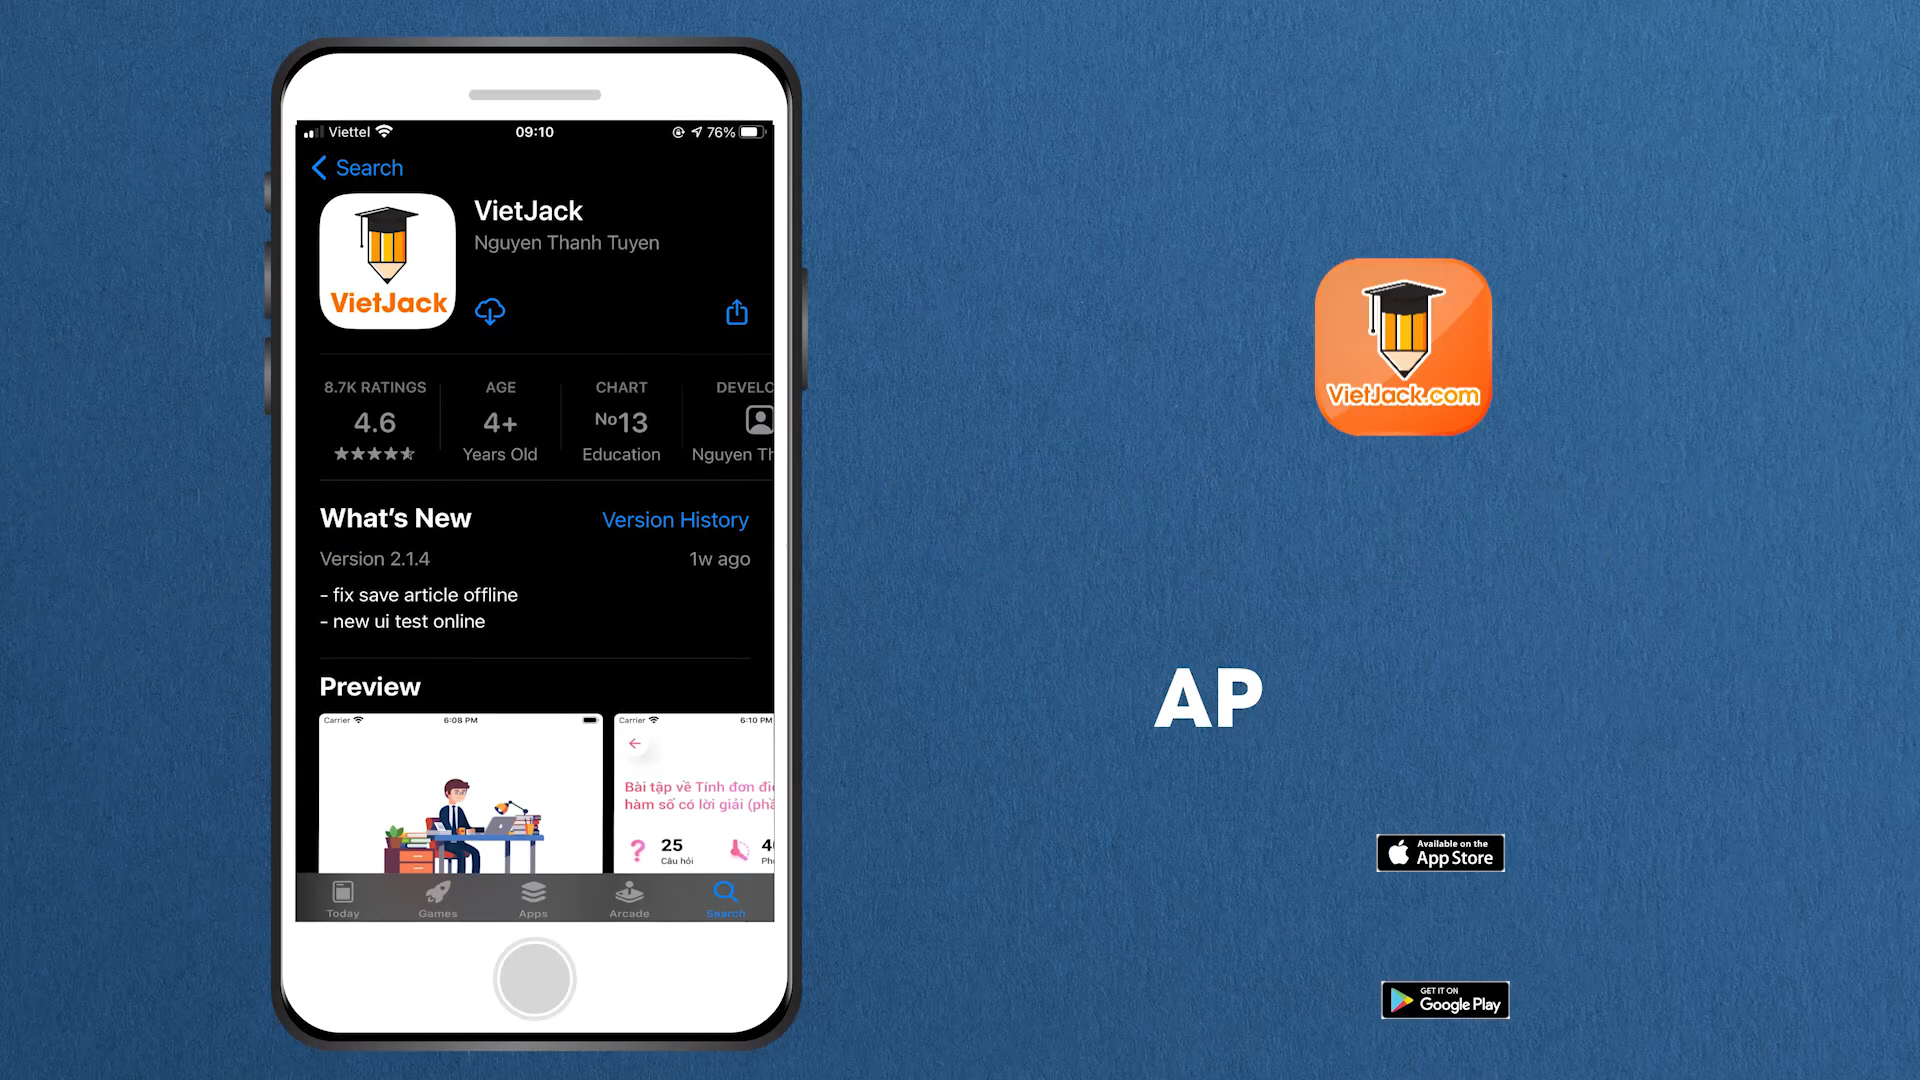 Viettel 09:10 76%
Search
VietJack
VietJack
Nguyen Thanh Tuyen
8.7K RATINGS AGE CHART DEVELO
4.6 4+ No13
Years Old Education Nguyen Th
What's New Version History
Version 2.1.4 1w ago
- fix save article offline
- new ui test online
Preview
Carrier 6:08 PM Carrier 6:10 PM
Bài tập về Tính đơn điệ
hàm số có lời giải (phầ
25 40
Câu hỏi Phú
Today Games Apps Arcade Search
VietJack.com
AP
Available on the
App Store
GET IT ON
Google Play